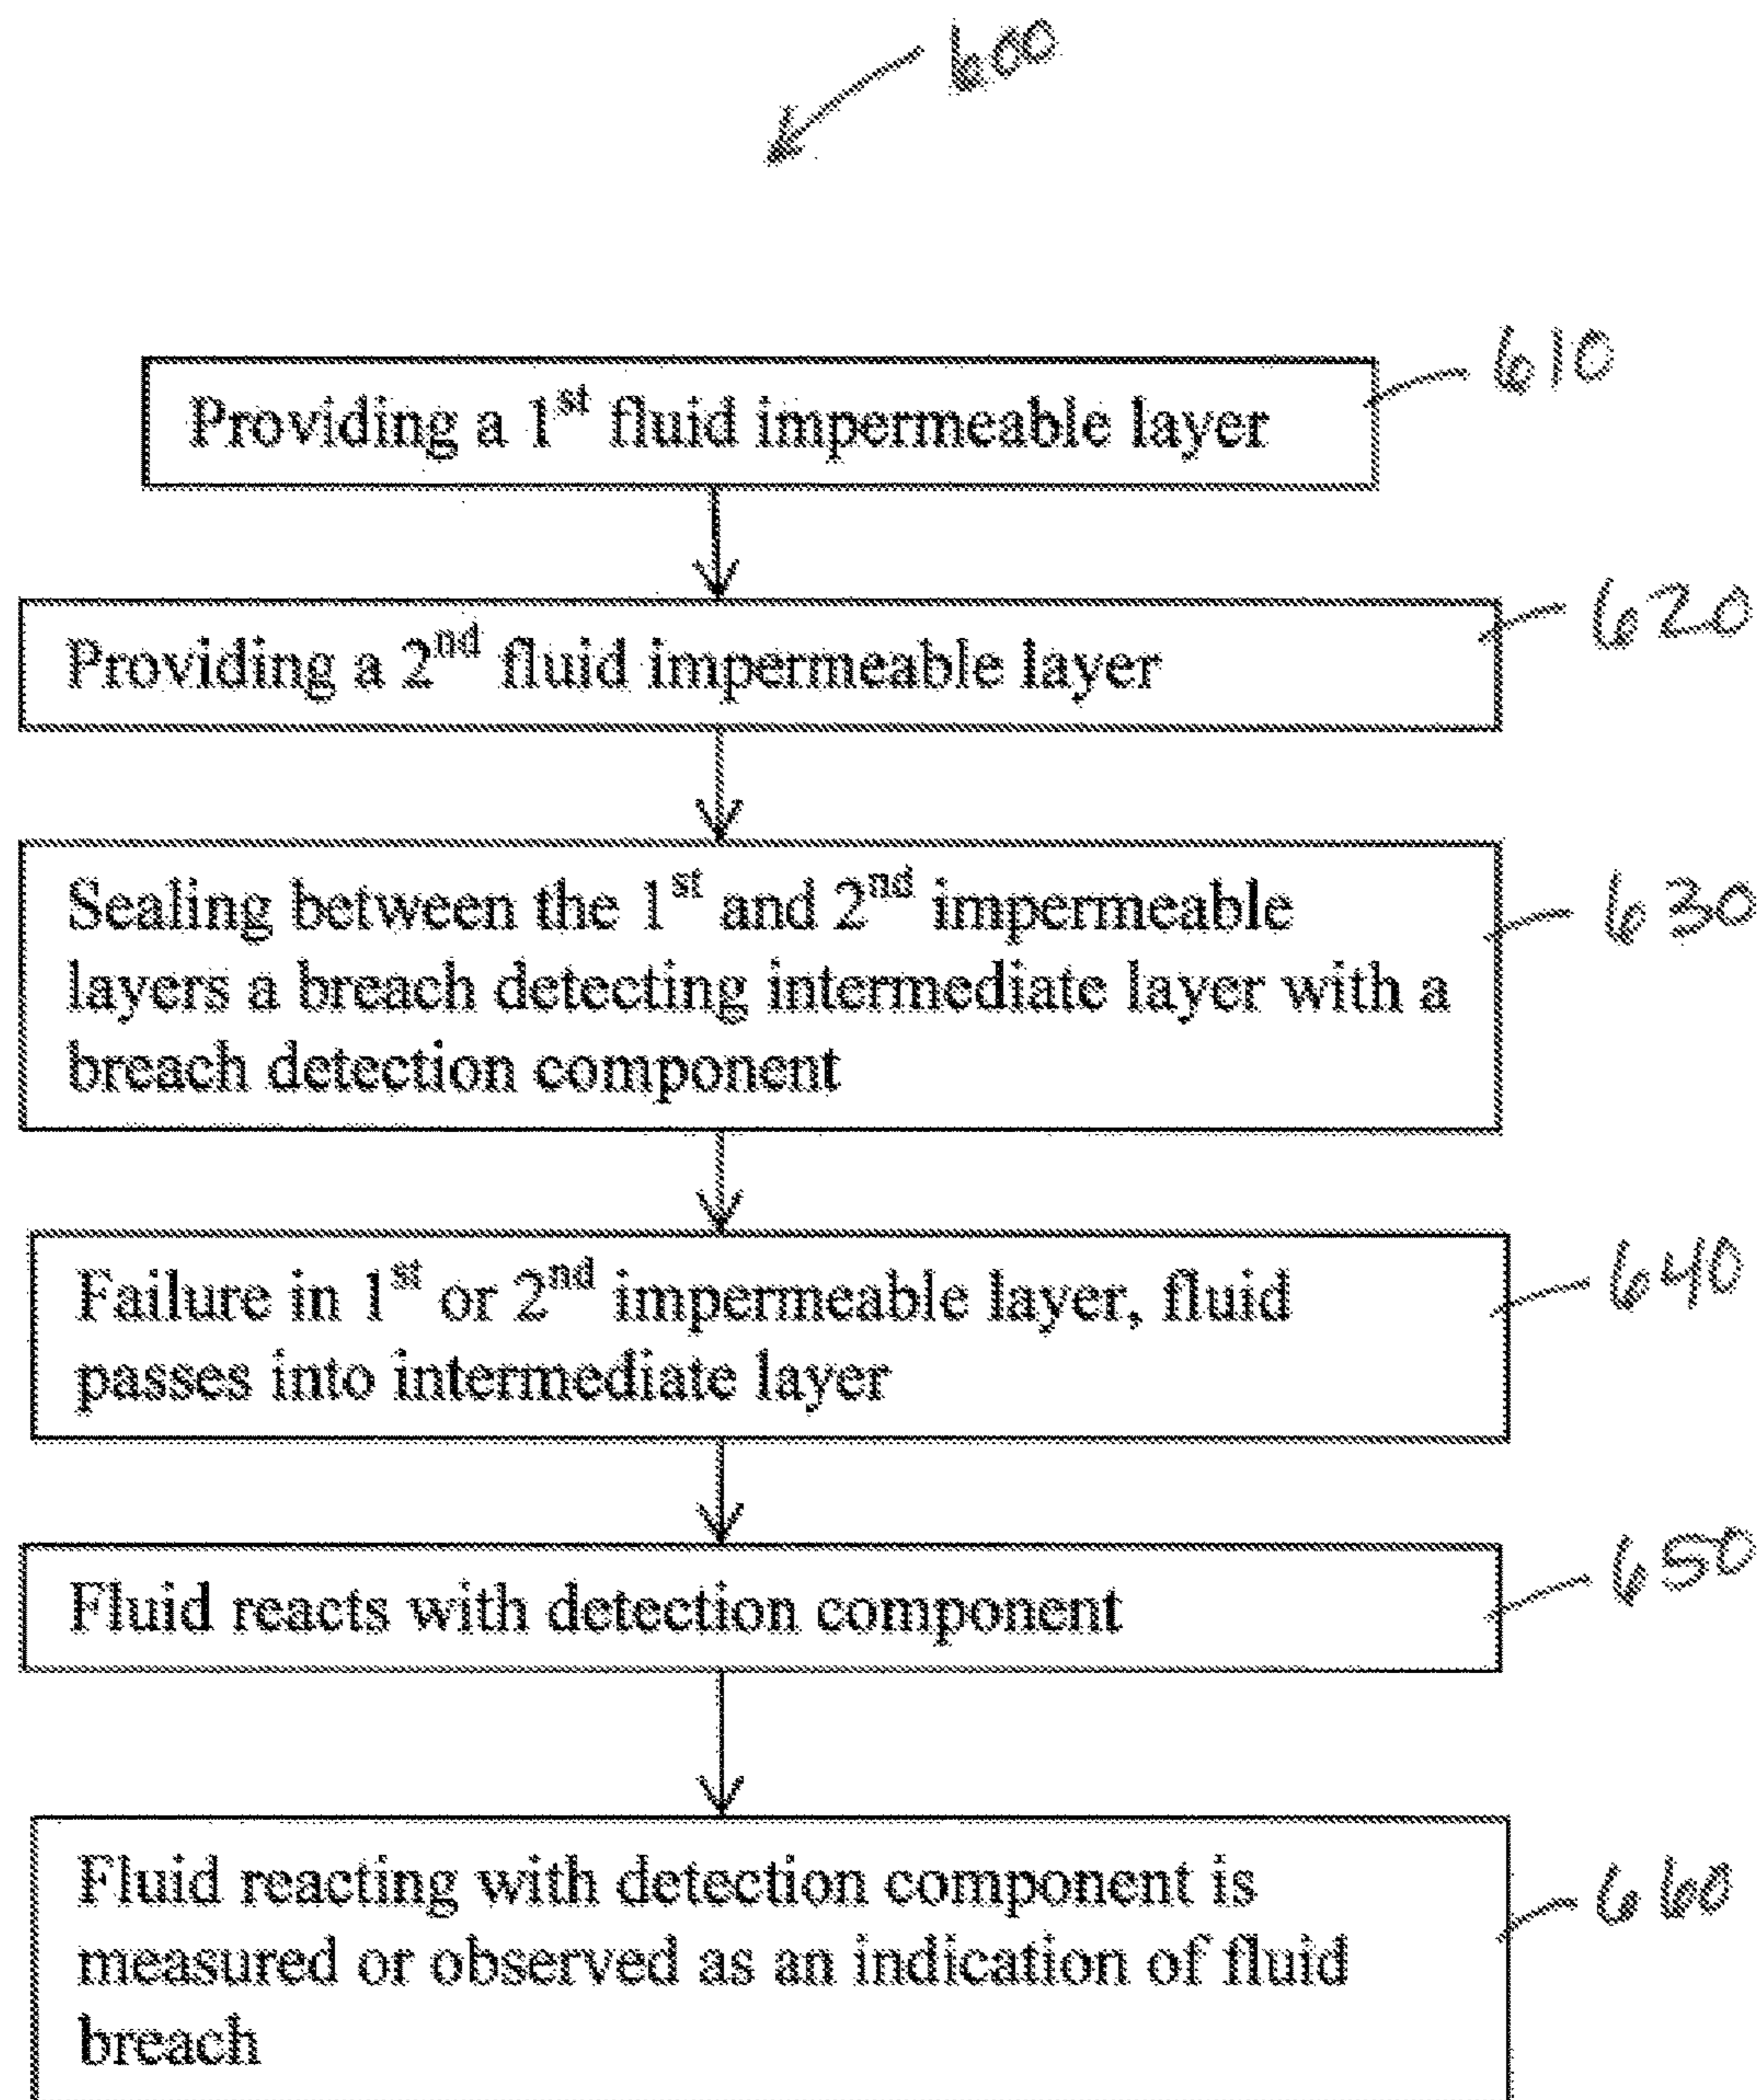 600
Providing a 1st fluid impermeable layer
610
Providing a 2nd fluid impermeable layer
620
Sealing between the 1st and 2nd impermeable
layers a breach detecting intermediate layer with a
breach detection component
630
Failure in 1st or 2nd impermeable layer, fluid
passes into intermediate layer
640
Fluid reacts with detection component
650
Fluid reacting with detection component is
measured or observed as an indication of fluid
breach
660